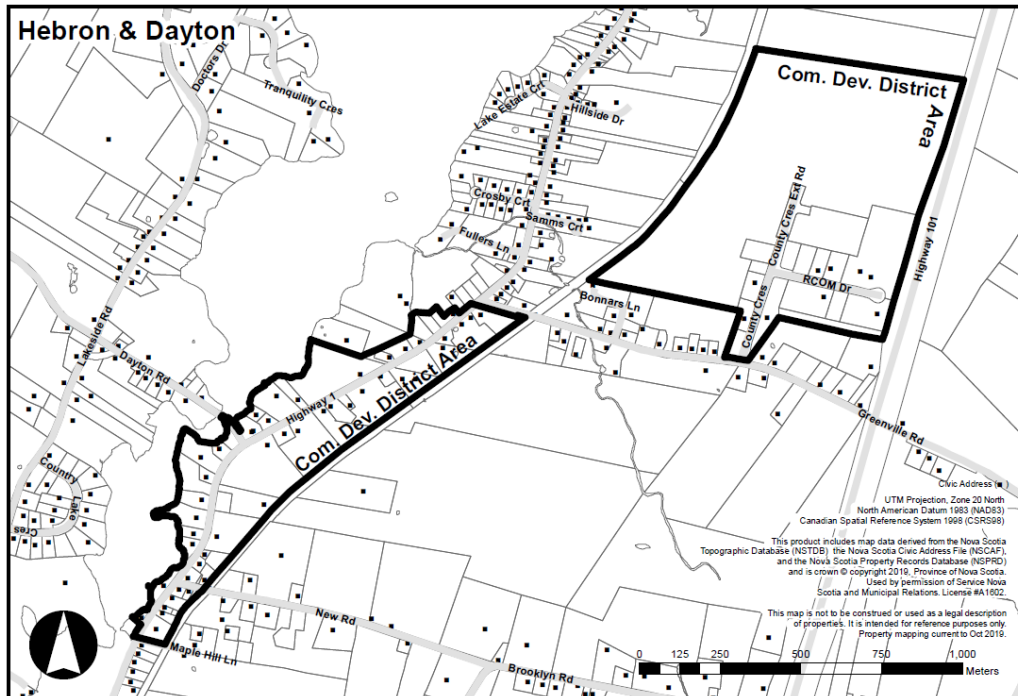 Hebron & Dayton
Doctors Dr
Tranquility Cres
Lake Estate Crt
Hillside Dr
Com. Dev. District
Area
Crosby Crt
Samms Crt
Fullers Ln
County Cres Ext Rd
Highway 101
RCOM Dr
Bonnars Ln
County Cres
Lakeside Rd
Dayton Rd
Highway 1
Com. Dev. District Area
Greenville Rd
Country
Lake
Cres
New Rd
Maple Hill Ln
Brooklyn Rd
Civic Address ( )
UTM Projection, Zone 20 North
North American Datum 1983 (NAD83)
Canadian Spatial Reference System 1998 (CSRS98)
This product includes map data derived from the Nova Scotia
Topographic Database (NSTDB) the Nova Scotia Civic Address File (NSCAF),
and the Nova Scotia Property Records Database (NSPRD)
and is crown © copyright 2019, Province of Nova Scotia.
Used by permission of Service Nova
Scotia and Municipal Relations. License #A1602.
This map is not to be construed or used as a legal description
of properties. It is intended for reference purposes only.
Property mapping current to Oct 2019.
0 125 250 500 750 1,000
Meters